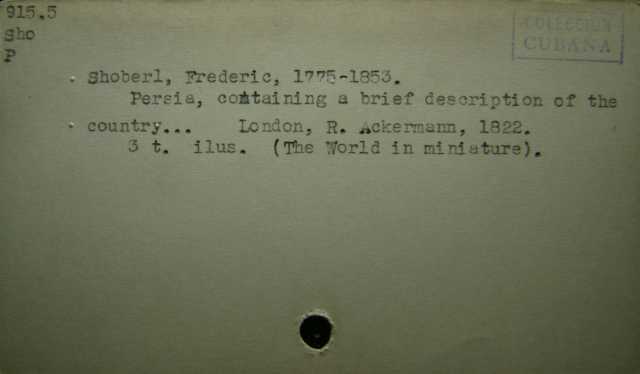 915.5
Sho
P
COLECCION
CUBANA
Shoberl, Frederic, 1775-1853.
Persia, containing a brief description of the
country... London, R. Ackermann, 1822.
3 t. ilus. (The World in miniature).